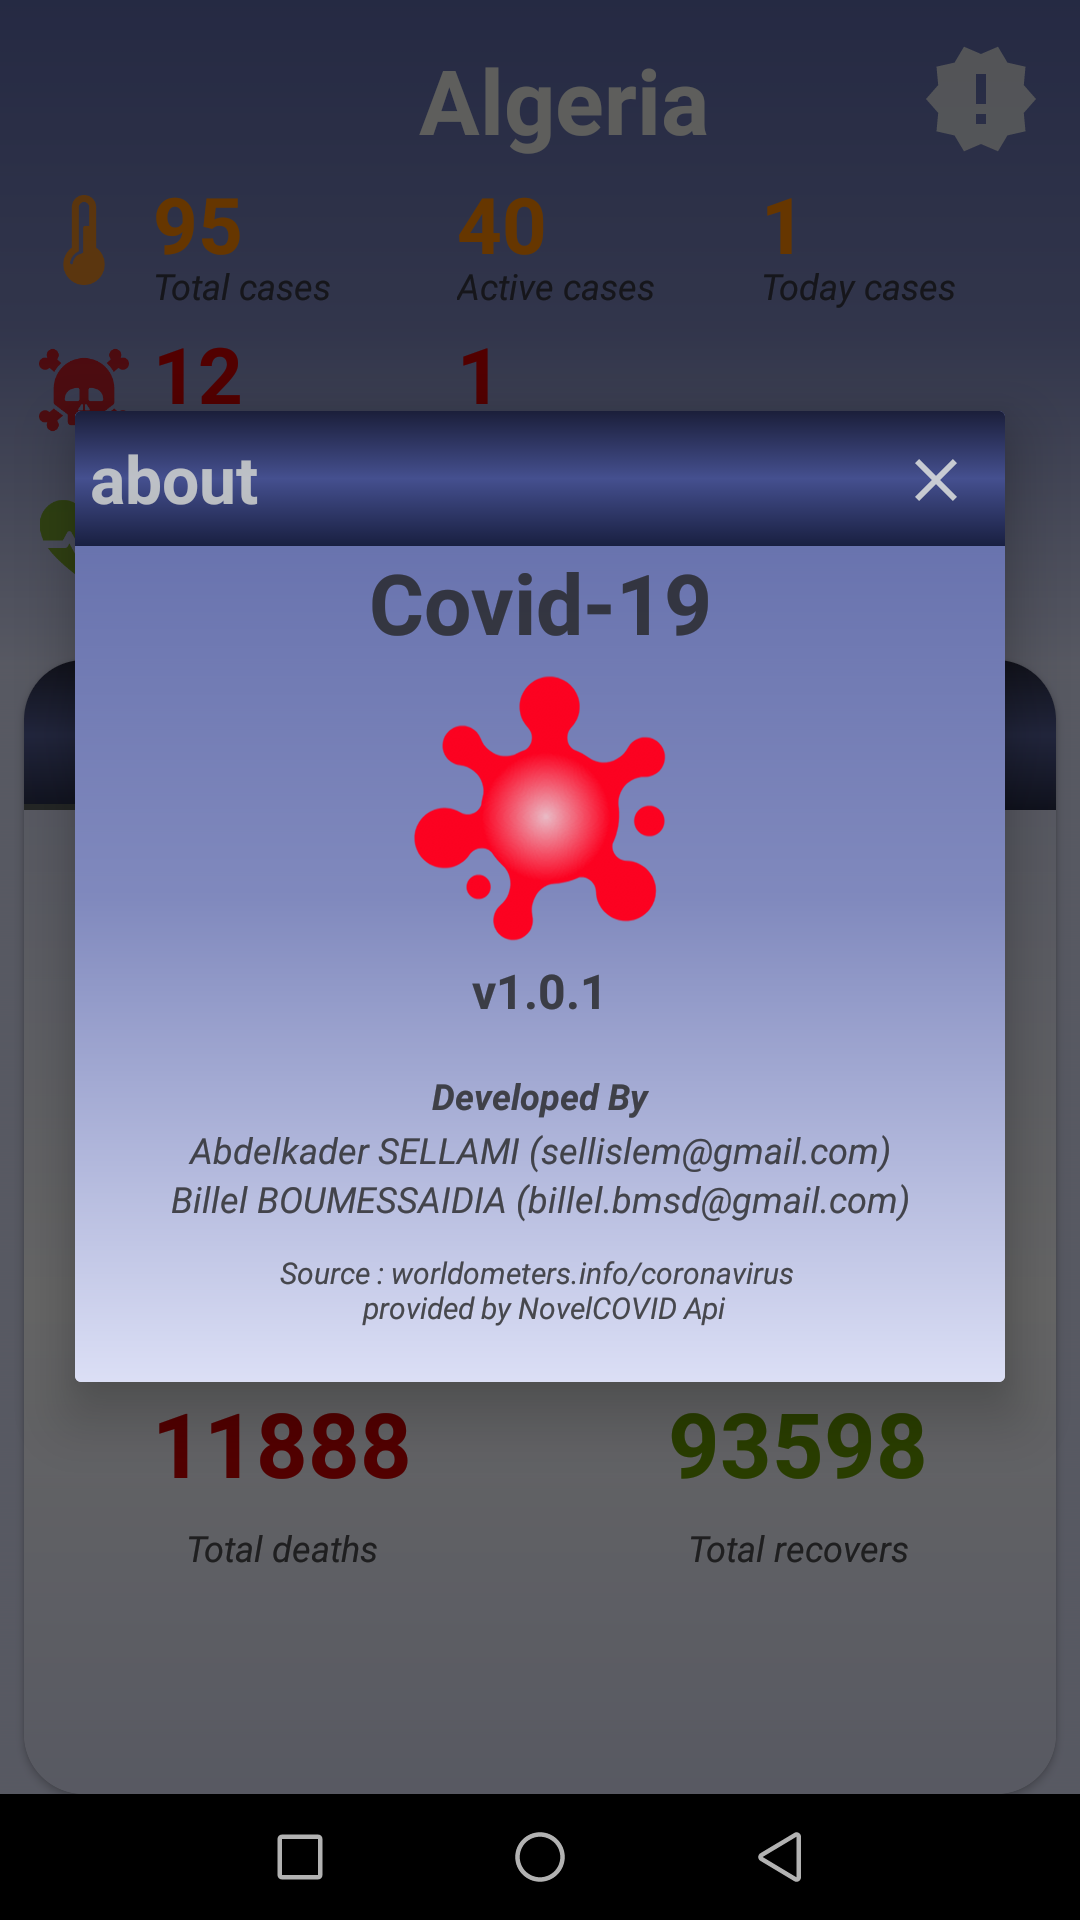 Algeria
95 40 1
Total cases Active cases Today cases
12 1
about
Covid-19
v1.0.1
Developed By
Abdelkader SELLAMI (sellislem@gmail.com)
Billel BOUMESSAIDIA (billel.bmsd@gmail.com)
Source : worldometers.info/coronavirus
provided by NovelCOVID Api
11888 93598
Total deaths Total recovers